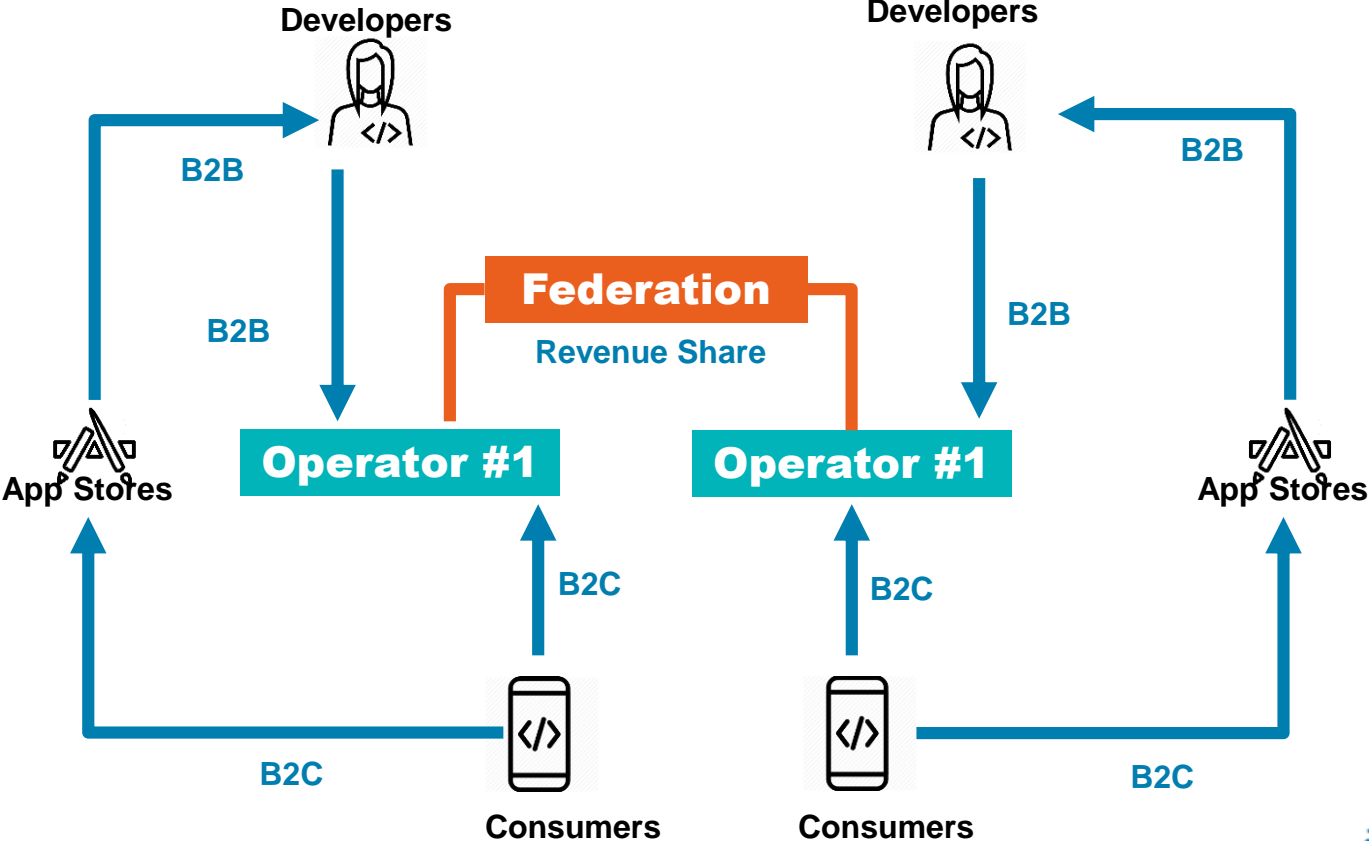 Developers
Developers
</>
</>
B2B
B2B
Federation
B2B
B2B
Revenue Share
Operator #1
Operator #1
App Stores
App Stores
B2C
B2C
</>
</>
B2C
B2C
Consumers
Consumers